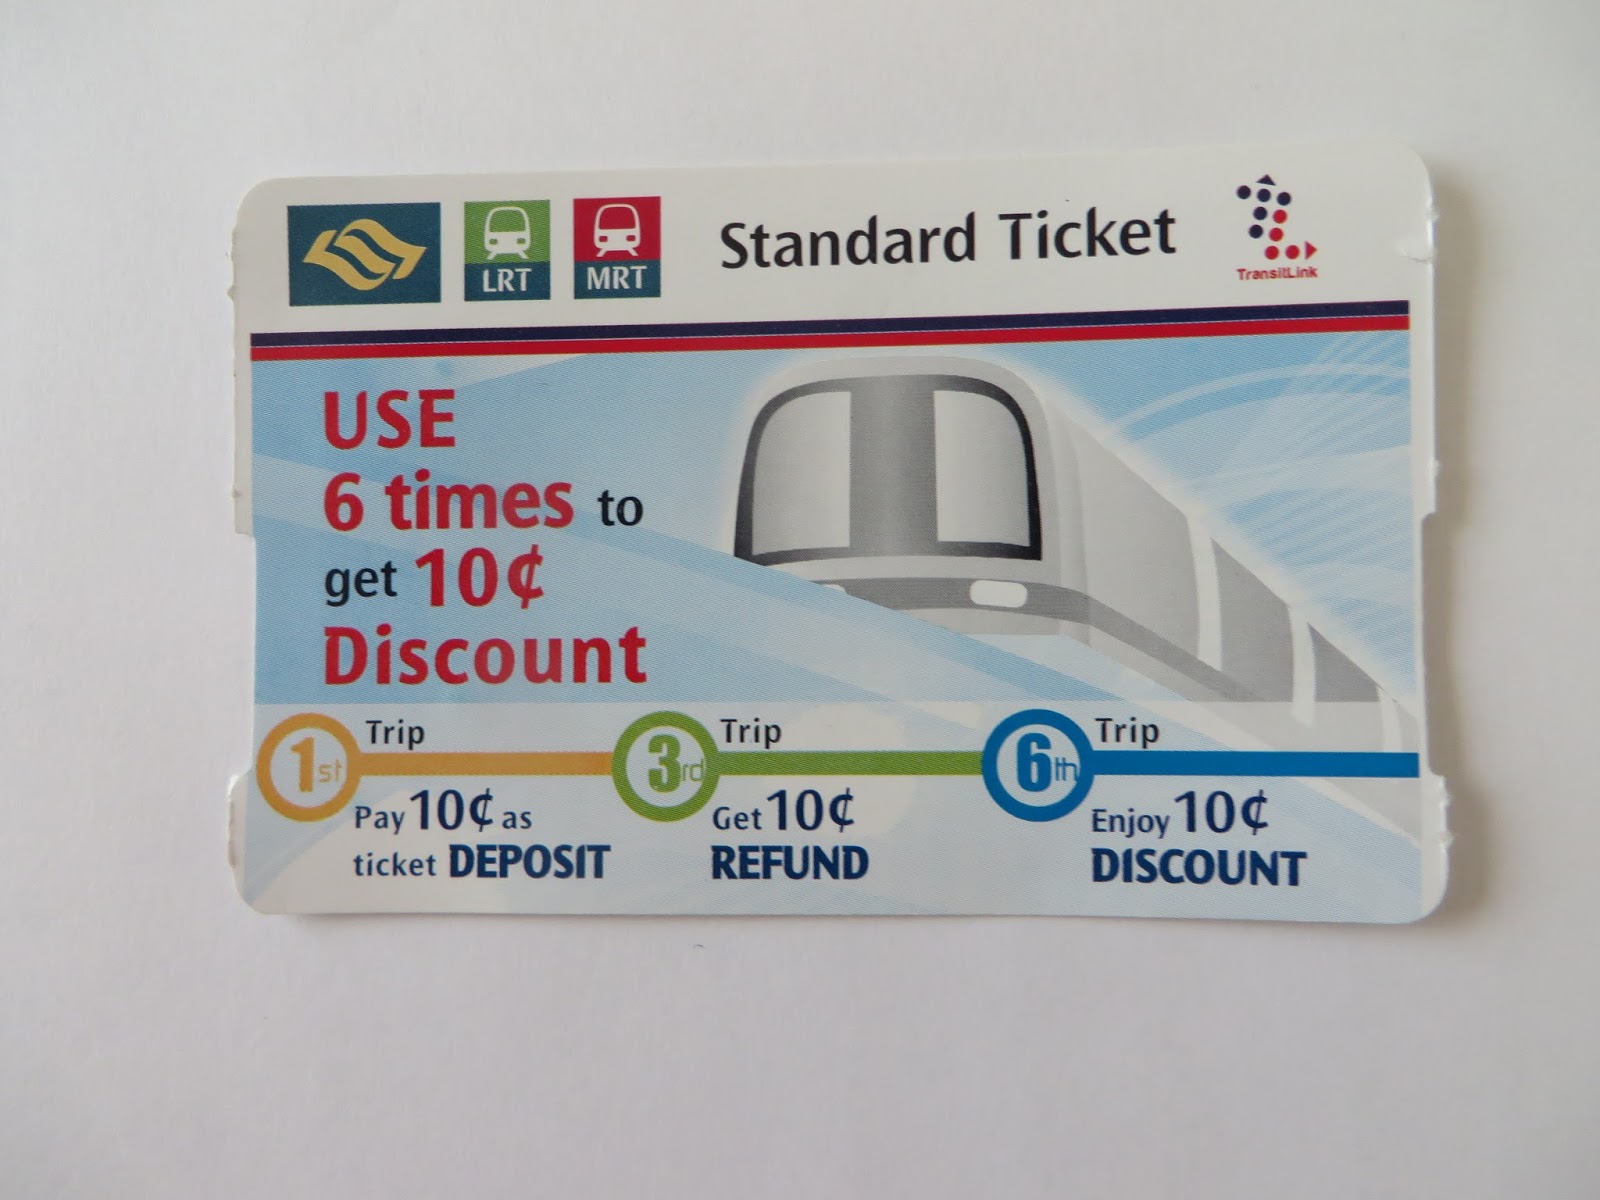 LRT
MRT
Standard Ticket
TransitLink
USE
6 times to
get 10¢
Discount
1st Trip
Pay 10¢ as
ticket DEPOSIT
3rd Trip
Get 10¢
REFUND
6th Trip
Enjoy 10¢
DISCOUNT